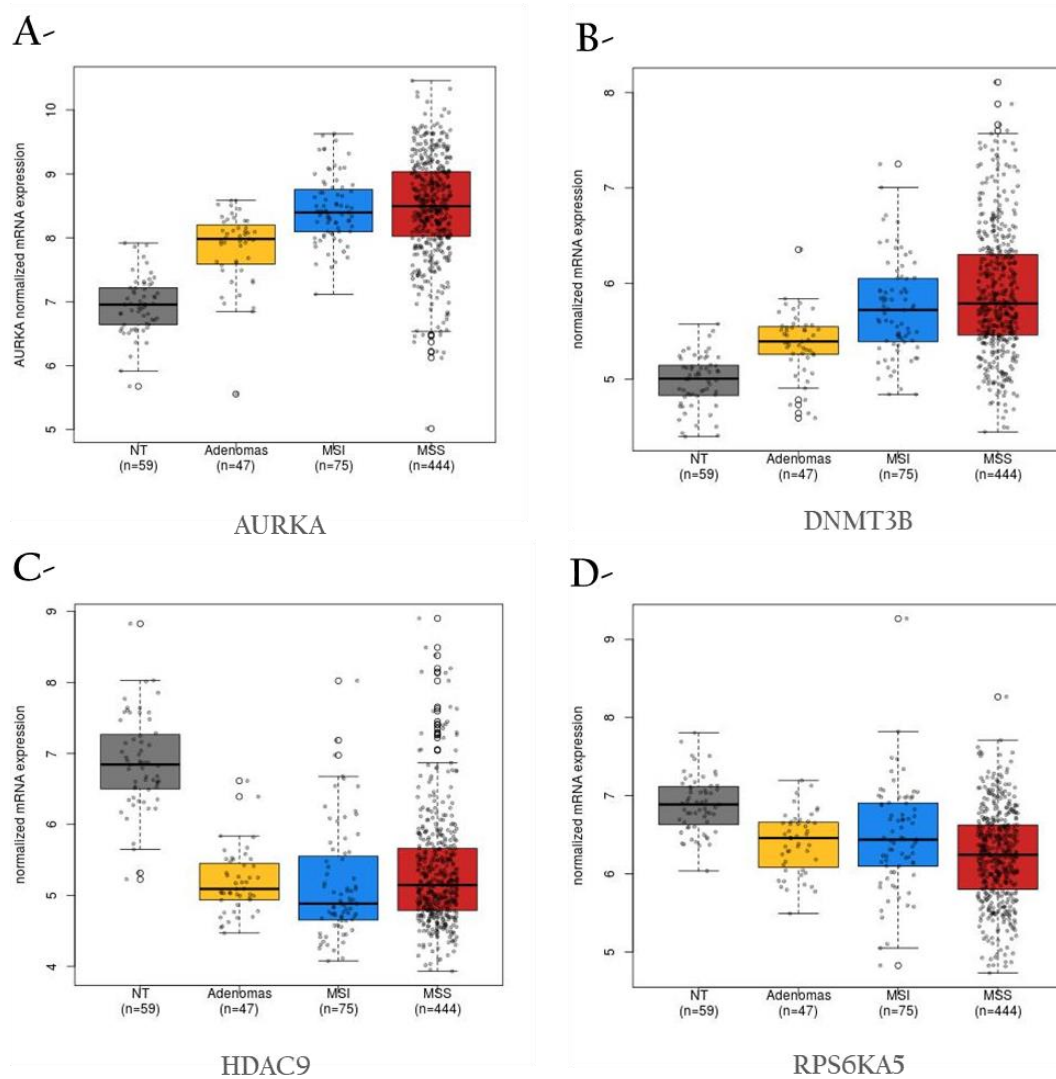 A-
AURKA normalized mRNA expression
10
9
8
7
6
5
NT Adenomas MSI MSS
(n=59) (n=47) (n=75) (n=444)
AURKA
B-
normalized mRNA expression
8
7
6
5
NT Adenomas MSI MSS
(n=59) (n=47) (n=75) (n=444)
DNMT3B
C-
normalized mRNA expression
9
8
7
6
5
4
NT Adenomas MSI MSS
(n=59) (n=47) (n=75) (n=444)
HDAC9
D-
normalized mRNA expression
9
8
7
6
5
NT Adenomas MSI MSS
(n=59) (n=47) (n=75) (n=444)
RPS6KA5